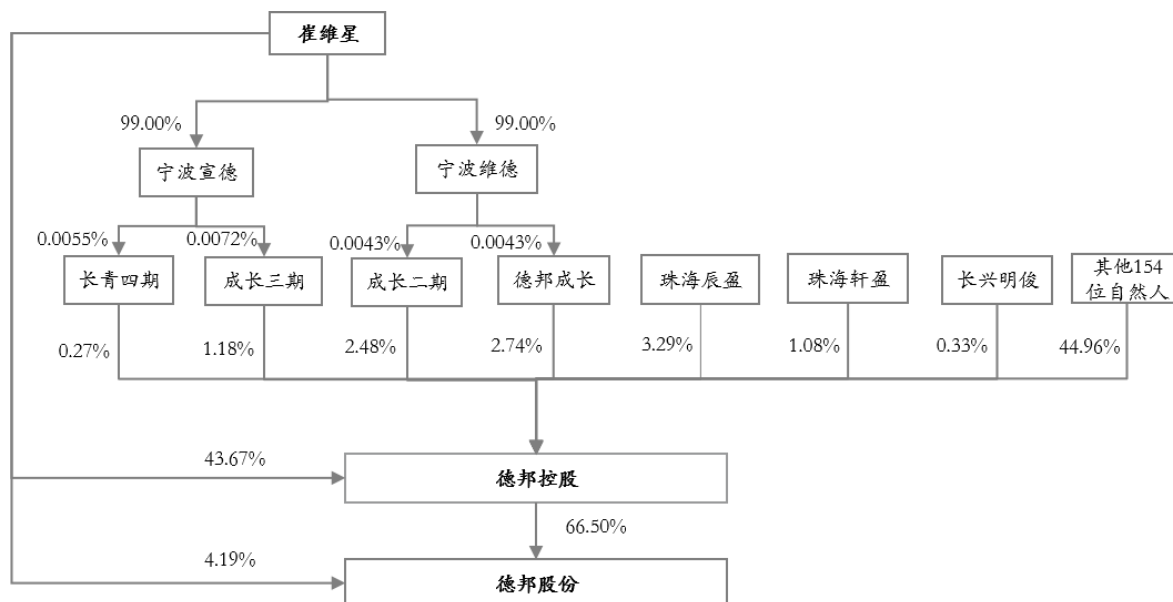 崔维星
99.00%
99.00%
宁波宣德
宁波维德
0.0055%
0.0072%
0.0043%
0.0043%
长青四期
成长三期
成长二期
德邦成长
珠海辰盈
珠海轩盈
长兴明俊
其他154
位自然人
0.27%
1.18%
2.48%
2.74%
3.29%
1.08%
0.33%
44.96%
43.67%
德邦控股
66.50%
4.19%
德邦股份